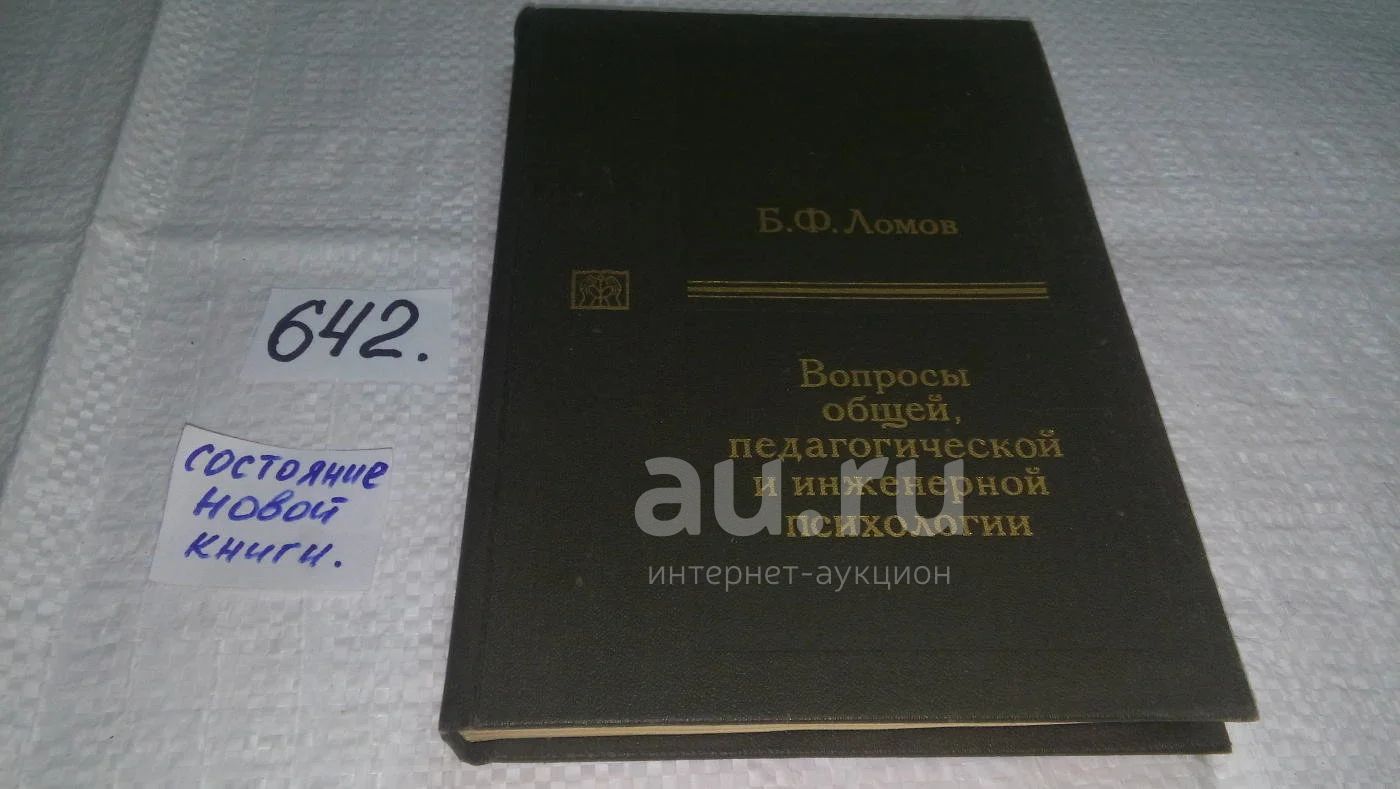 Б.Ф. Ломов
642.
Вопросы
общей,
педагогической
и инженерной
психологии
состояние
новой
книги.
au.ru
интернет-аукцион